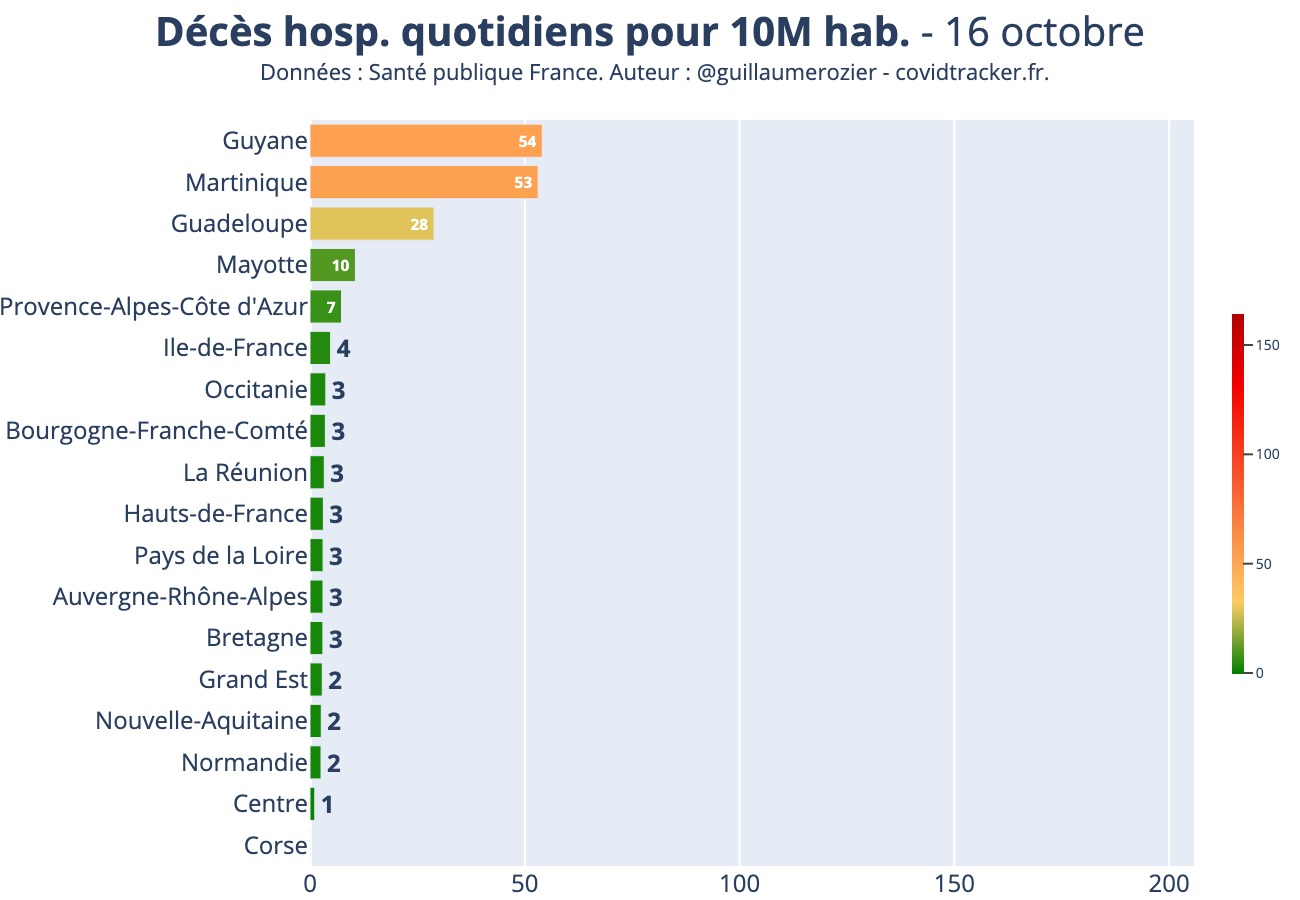 Décès hosp. quotidiens pour 10M hab. - 16 octobre
Données : Santé publique France. Auteur : @guillaumerozier - covidtracker.fr.
Guyane 54
Martinique 53
Guadeloupe 28
Mayotte 10
Provence-Alpes-Côte d'Azur 7
Ile-de-France 4
Occitanie 3
Bourgogne-Franche-Comté 3
La Réunion 3
Hauts-de-France 3
Pays de la Loire 3
Auvergne-Rhône-Alpes 3
Bretagne 3
Grand Est 2
Nouvelle-Aquitaine 2
Normandie 2
Centre 1
Corse
0 50 100 150 200
150
100
50
0